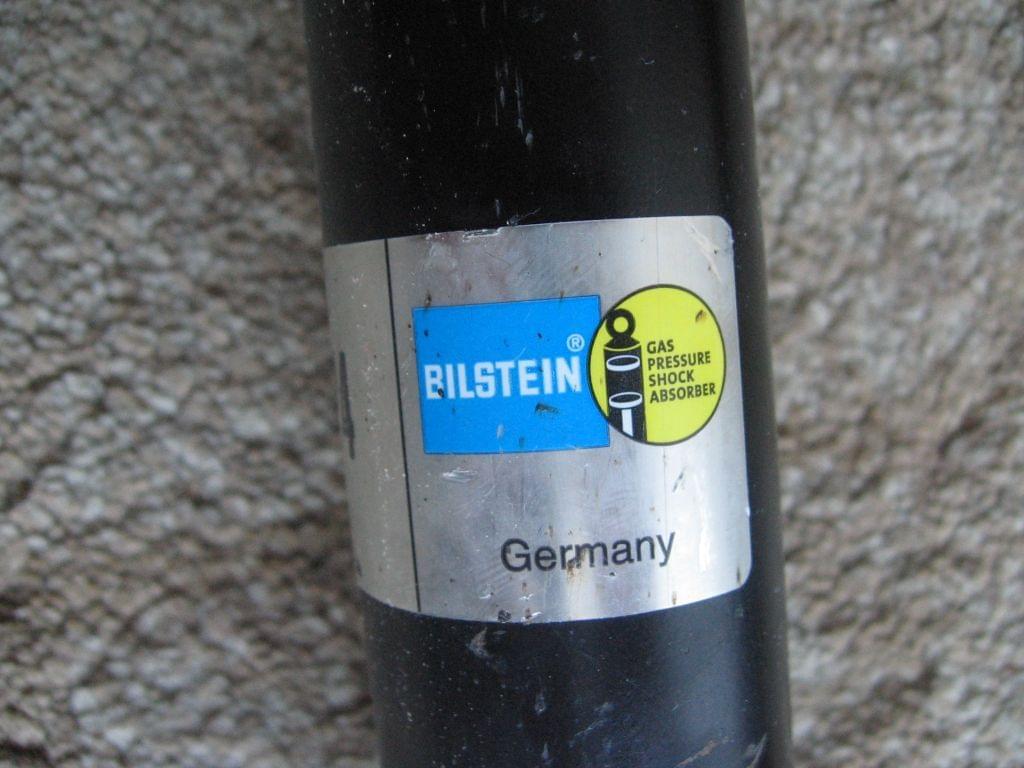 BILSTEIN®
GAS
PRESSURE
SHOCK
ABSORBER
Germany